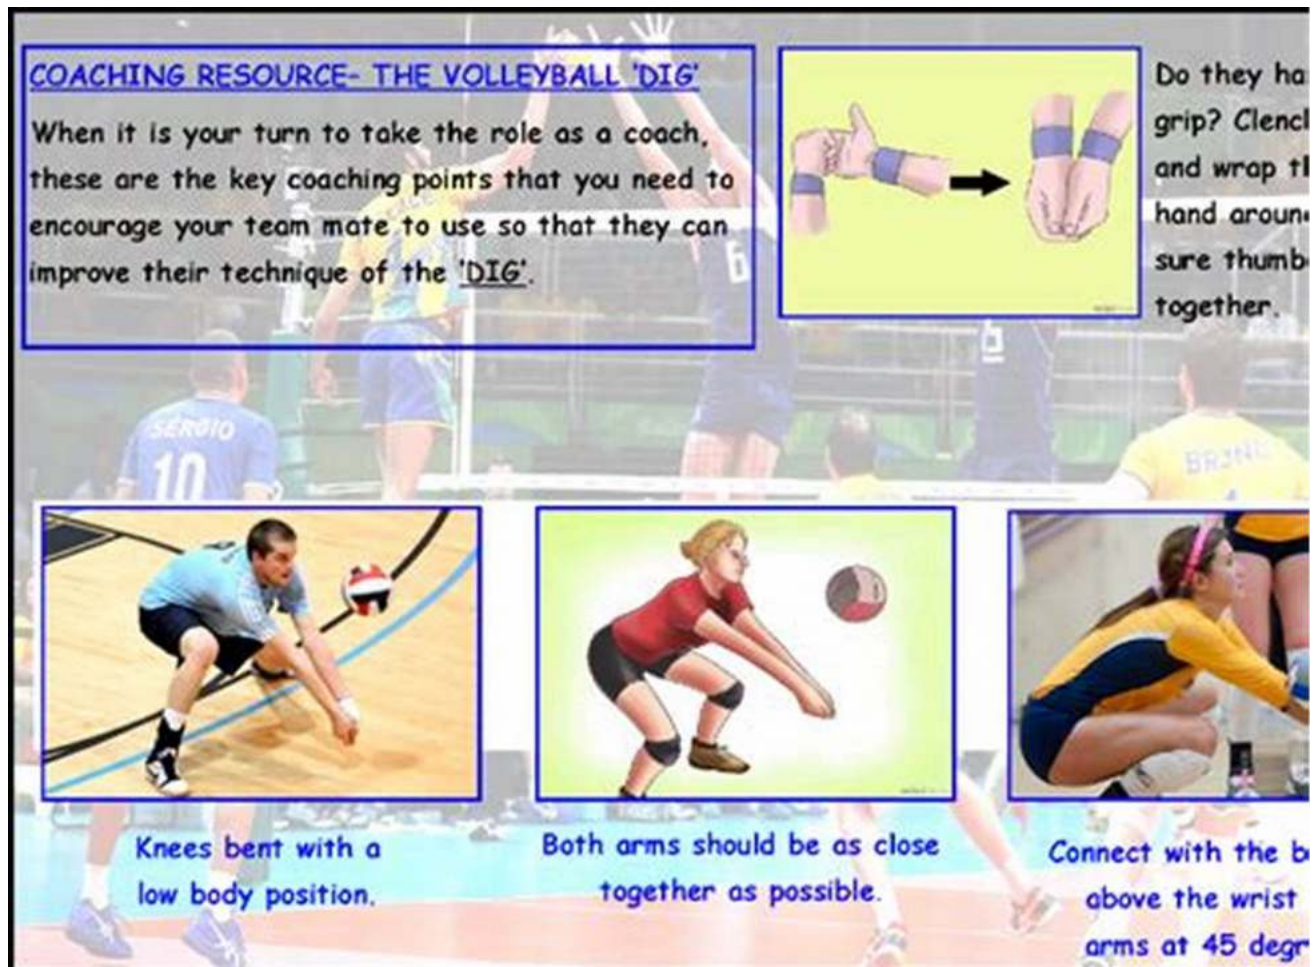 COACHING RESOURCE- THE VOLLEYBALL 'DIG'
When it is your turn to take the role as a coach,
these are the key coaching points that you need to
encourage your team mate to use so that they can
improve their technique of the 'DIG'.
Do they ha
grip? Clencl
and wrap t
hand aroun
sure thumb
together.
6
6
SERGIO
10
BRUNO
Knees bent with a
low body position.
Both arms should be as close
together as possible.
Connect with the b
above the wrist
arms at 45 degr